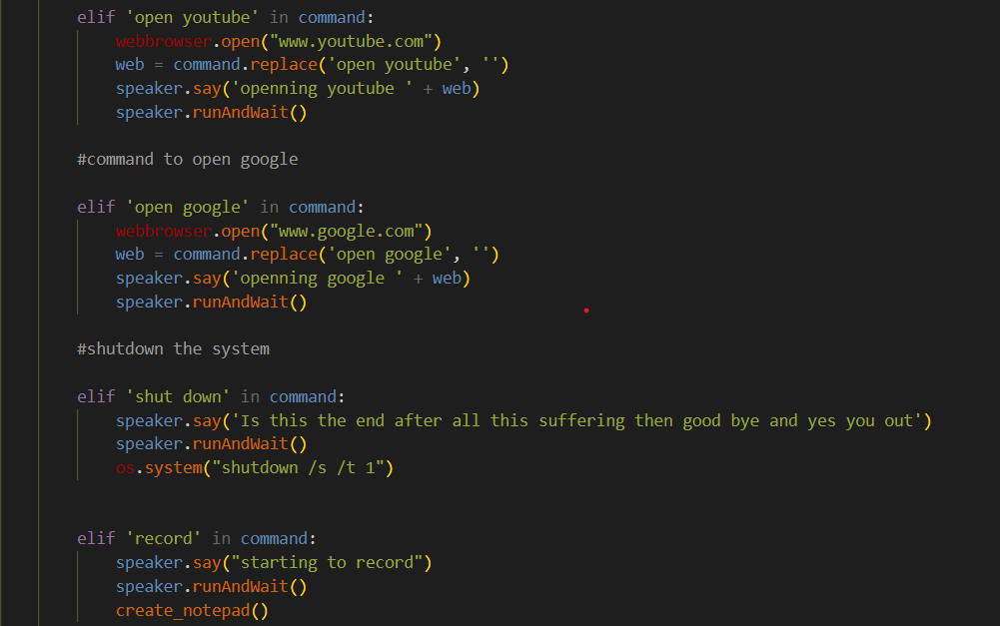 elif 'open youtube' in command:
webbrowser.open("www.youtube.com")
web = command.replace('open youtube', '')
speaker.say('openning youtube ' + web)
speaker.runAndWait()
#command to open google
elif 'open google' in command:
webbrowser.open("www.google.com")
web = command.replace('open google', '')
speaker.say('openning google ' + web)
speaker.runAndWait()
#shutdown the system
elif 'shut down' in command:
speaker.say('Is this the end after all this suffering then good bye and yes you out')
speaker.runAndWait()
os.system("shutdown /s /t 1")
elif 'record' in command:
speaker.say("starting to record")
speaker.runAndWait()
create_notepad()